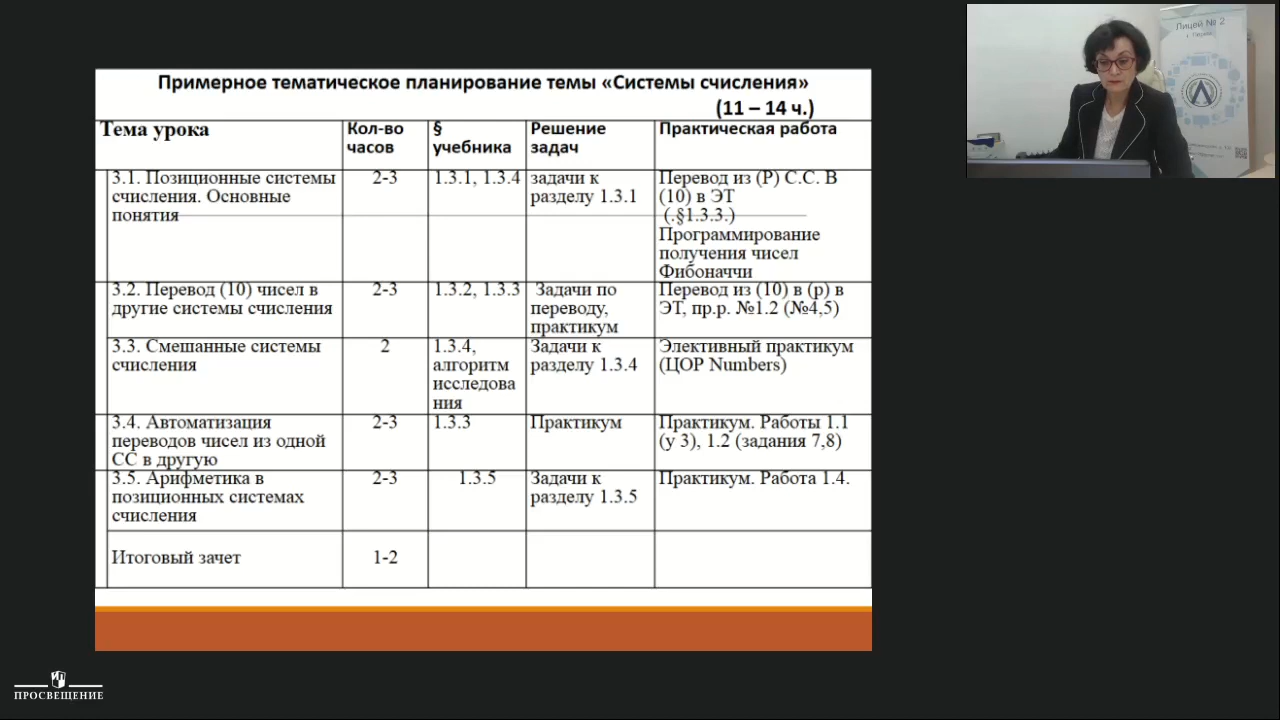 Примерное тематическое планирование темы «Системы счисления»
(11 – 14 ч.)
Тема урока
Кол-во
часов
§
учебника
Решение
задач
Практическая работа
3.1. Позиционные системы
счисления. Основные
понятия
2-3
1.3.1, 1.3.4
задачи к
разделу 1.3.1
Перевод из (Р) С.С. В
(10) в ЭТ
(.§1.3.3.)
Программирование
получения чисел
Фибоначчи
3.2. Перевод (10) чисел в
другие системы счисления
2-3
1.3.2, 1.3.3
Задачи по
переводу,
практикум
Перевод из (10) в (р) в
ЭТ, пр.р. №1.2 (№4,5)
3.3. Смешанные системы
счисления
2
1.3.4,
алгоритм
исследова
ния
Задачи к
разделу 1.3.4
Элективный практикум
(ЦОР Numbers)
3.4. Автоматизация
переводов чисел из одной
СС в другую
2-3
1.3.3
Практикум
Практикум. Работы 1.1
(у 3), 1.2 (задания 7,8)
3.5. Арифметика в
позиционных системах
счисления
2-3
1.3.5
Задачи к
разделу 1.3.5
Практикум. Работа 1.4.
Итоговый зачет
1-2
Лицей № 2
ПРОСВЕЩЕНИЕ